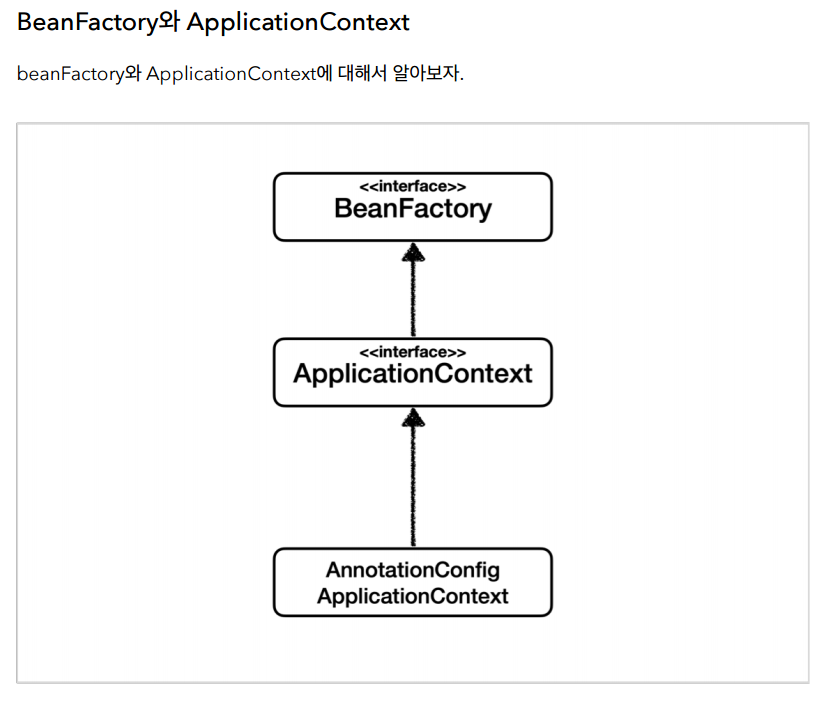 BeanFactory와 ApplicationContext
beanFactory와 ApplicationContext에 대해서 알아보자.
<<interface>>
BeanFactory
<<interface>>
ApplicationContext
AnnotationConfig
ApplicationContext